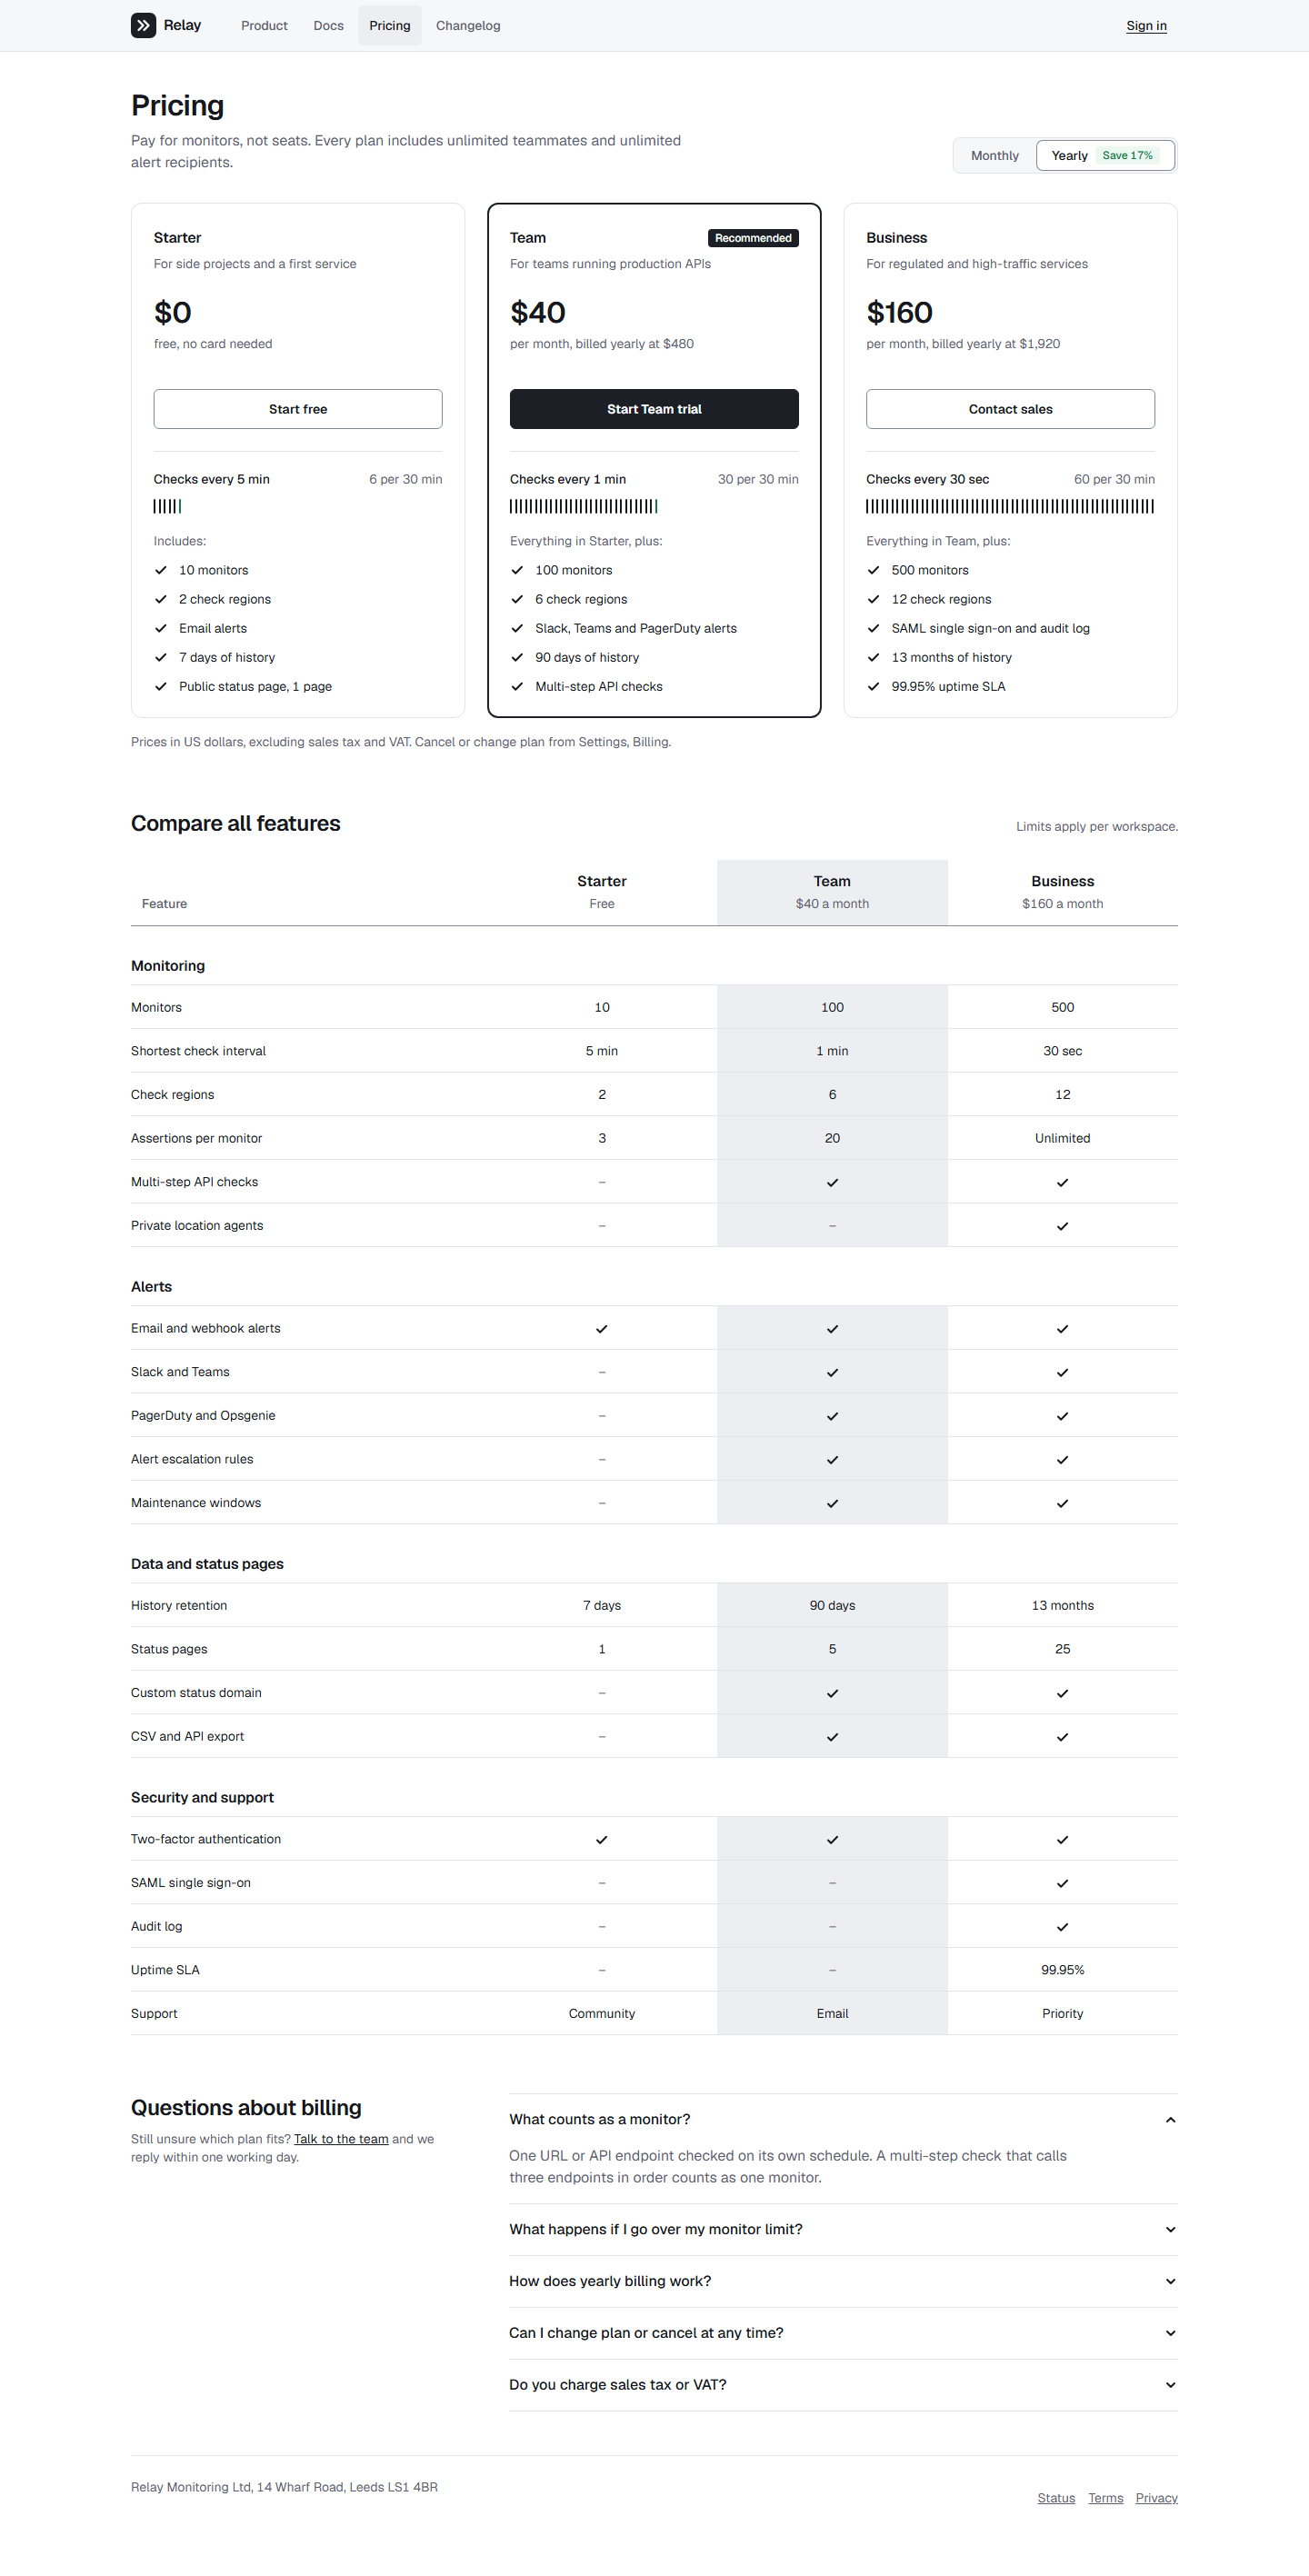 Relay
Product
Docs
Pricing
Changelog
Sign in
Pricing
Pay for monitors, not seats. Every plan includes unlimited teammates and unlimited
alert recipients.
Monthly
Yearly
Save 17%
Starter
For side projects and a first service
$0
free, no card needed
Start free
Checks every 5 min
6 per 30 min
Includes:
10 monitors
2 check regions
Email alerts
7 days of history
Public status page, 1 page
Team
Recommended
For teams running production APIs
$40
per month, billed yearly at $480
Start Team trial
Checks every 1 min
30 per 30 min
Everything in Starter, plus:
100 monitors
6 check regions
Slack, Teams and PagerDuty alerts
90 days of history
Multi-step API checks
Business
For regulated and high-traffic services
$160
per month, billed yearly at $1,920
Contact sales
Checks every 30 sec
60 per 30 min
Everything in Team, plus:
500 monitors
12 check regions
SAML single sign-on and audit log
13 months of history
99.95% uptime SLA
Prices in US dollars, excluding sales tax and VAT. Cancel or change plan from Settings, Billing.
Compare all features
Limits apply per workspace.
Feature
Starter
Free
Team
$40 a month
Business
$160 a month
Monitoring
Monitors 10 100 500
Shortest check interval 5 min 1 min 30 sec
Check regions 2 6 12
Assertions per monitor 3 20 Unlimited
Multi-step API checks –
Private location agents – –
Alerts
Email and webhook alerts
Slack and Teams –
PagerDuty and Opsgenie –
Alert escalation rules –
Maintenance windows –
Data and status pages
History retention 7 days 90 days 13 months
Status pages 1 5 25
Custom status domain –
CSV and API export –
Security and support
Two-factor authentication
SAML single sign-on – –
Audit log – –
Uptime SLA – – 99.95%
Support Community Email Priority
Questions about billing
Still unsure which plan fits? Talk to the team and we
reply within one working day.
What counts as a monitor?
One URL or API endpoint checked on its own schedule. A multi-step check that calls
three endpoints in order counts as one monitor.
What happens if I go over my monitor limit?
How does yearly billing work?
Can I change plan or cancel at any time?
Do you charge sales tax or VAT?
Relay Monitoring Ltd, 14 Wharf Road, Leeds LS1 4BR
Status
Terms
Privacy